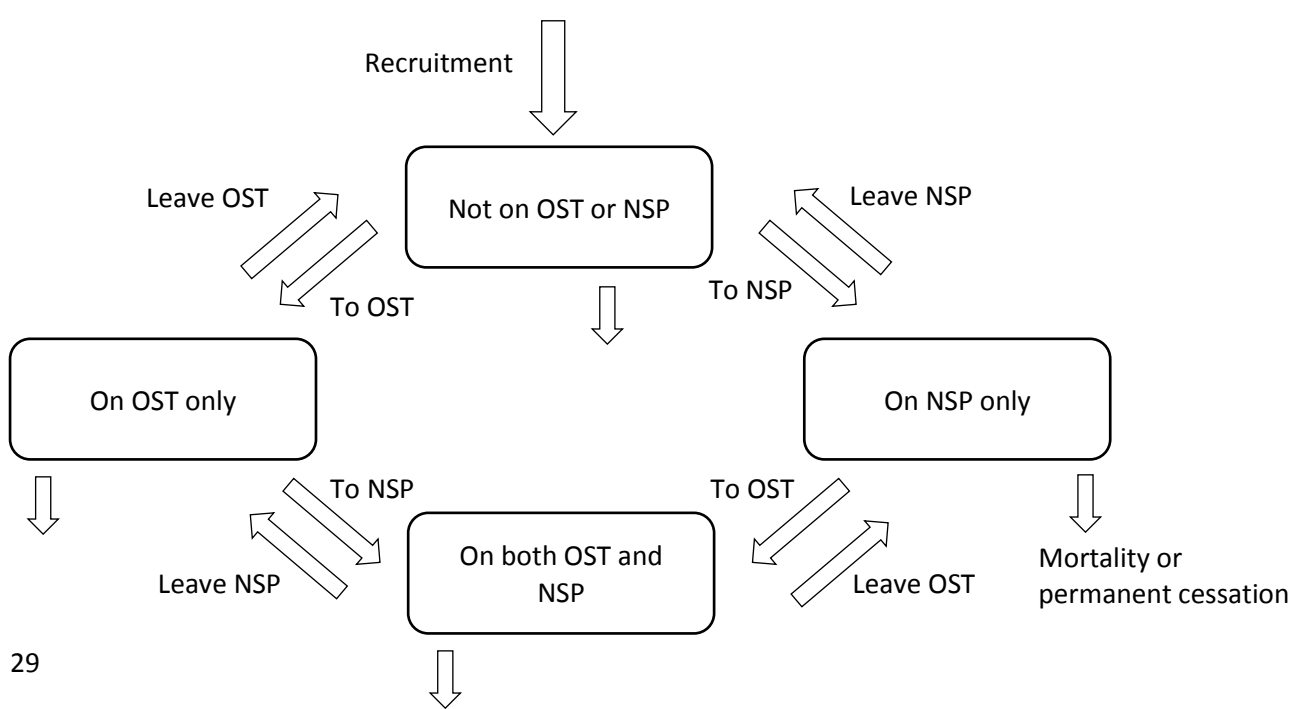 Recruitment
Leave OST
Not on OST or NSP
Leave NSP
To OST
To NSP
On OST only
On NSP only
To NSP
To OST
On both OST and
NSP
Leave NSP
Leave OST
Mortality or
permanent cessation
29